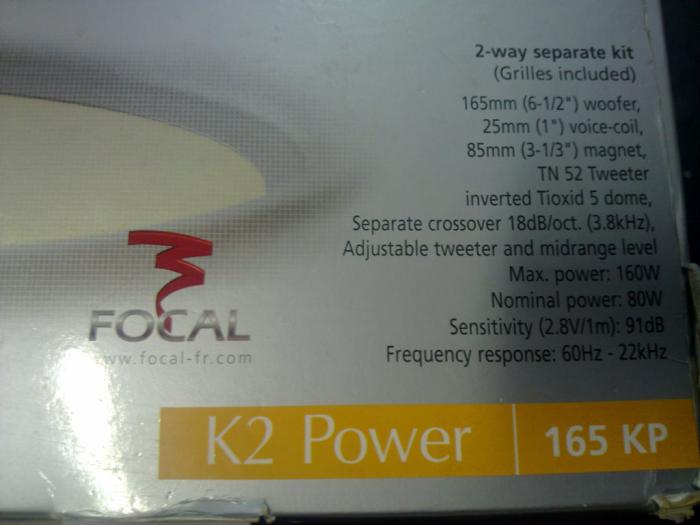 2-way separate kit
(Grilles included)
165mm (6-1/2") woofer,
25mm (1") voice-coil,
85mm (3-1/3") magnet,
TN 52 Tweeter
inverted Tioxid 5 dome,
Separate crossover 18dB/oct. (3.8kHz),
Adjustable tweeter and midrange level
Max. power: 160W
Nominal power: 80W
Sensitivity (2.8V/1m): 91dB
Frequency response: 60Hz - 22kHz
FOCAL
www.focal-fr.com
K2 Power 165 KP